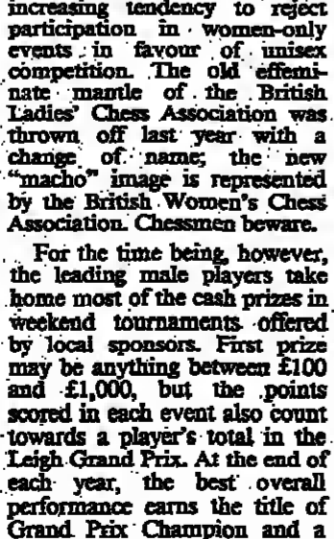 increasing tendency to reject
participation in women-only
events in favour of unisex
competition. The old effemi-
nate mantle of the British
Ladies' Chess Association was
thrown off last year with a
change of name; the new
"macho" image is represented
by the British Women's Chess
Association. Chessmen beware.
For the time being, however,
the leading male players take
home most of the cash prizes in
weekend tournaments offered
by local sponsors. First prize
may be anything between £100
and £1,000, but the points
scored in each event also count
towards a player's total in the
Leigh Grand Prix. At the end of
each year, the best overall
performance earns the title of
Grand Prix Champion and a